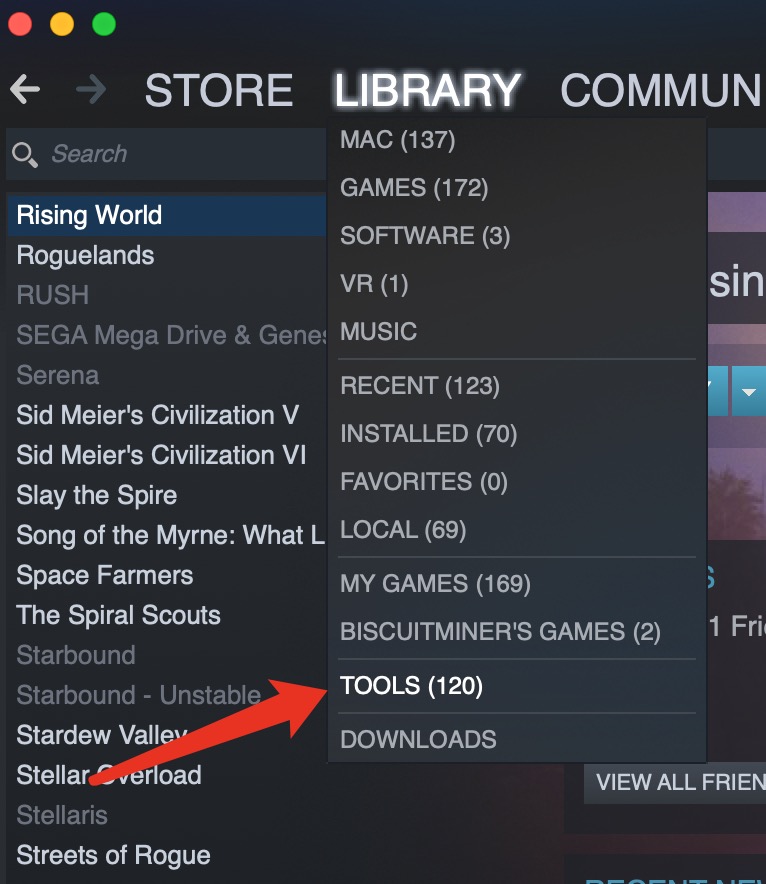 STORE LIBRARY COMMUN
Search
Rising World
Roguelands
RUSH
SEGA Mega Drive & Genes
Serena
Sid Meier's Civilization V
Sid Meier's Civilization VI
Slay the Spire
Song of the Myrne: What L
Space Farmers
The Spiral Scouts
Starbound
Starbound - Unstable
Stardew Valley
Stellar Overload
Stellaris
Streets of Rogue
MAC (137)
GAMES (172)
SOFTWARE (3)
VR (1)
MUSIC
RECENT (123)
INSTALLED (70)
FAVORITES (0)
LOCAL (69)
MY GAMES (169)
BISCUITMINER'S GAMES (2)
TOOLS (120)
DOWNLOADS
sin
1 Frie
VIEW ALL FRIEN
RECENT NEW